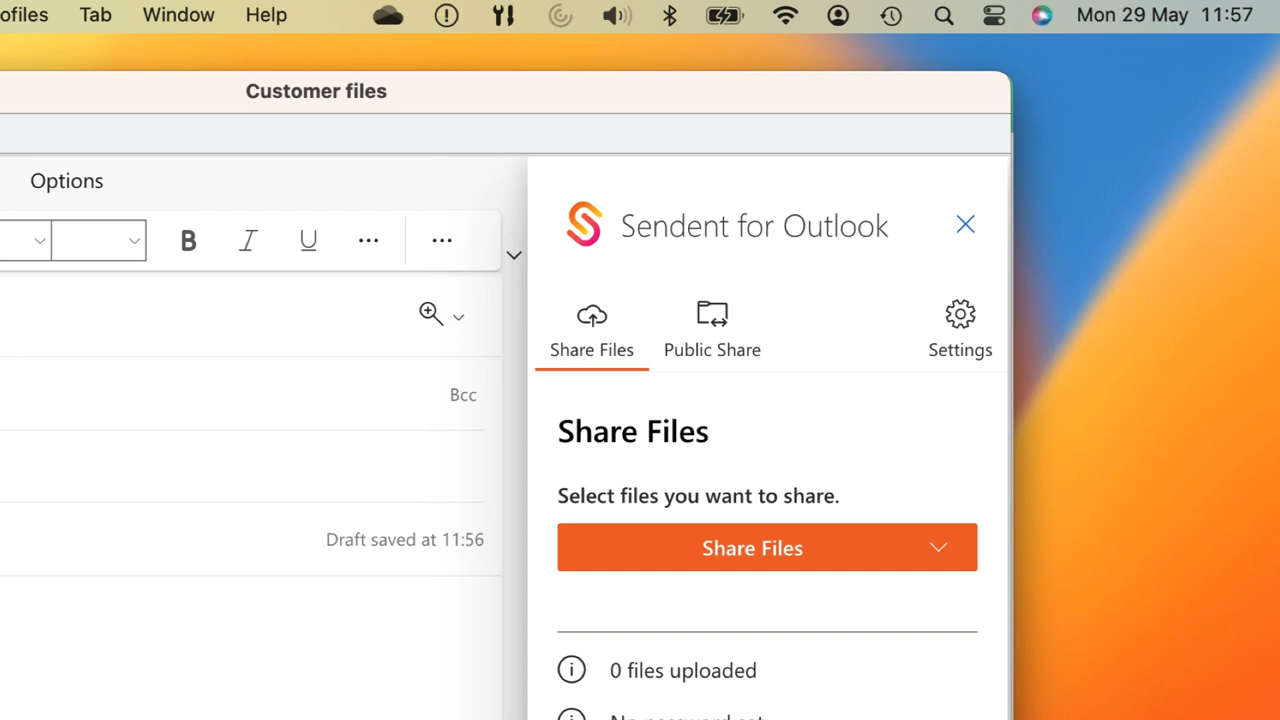 ofiles Tab Window Help Mon 29 May 11:57
Customer files
Options
B I U
Sendent for Outlook
Share Files Public Share Settings
Bcc
Share Files
Select files you want to share.
Draft saved at 11:56
Share Files
0 files uploaded